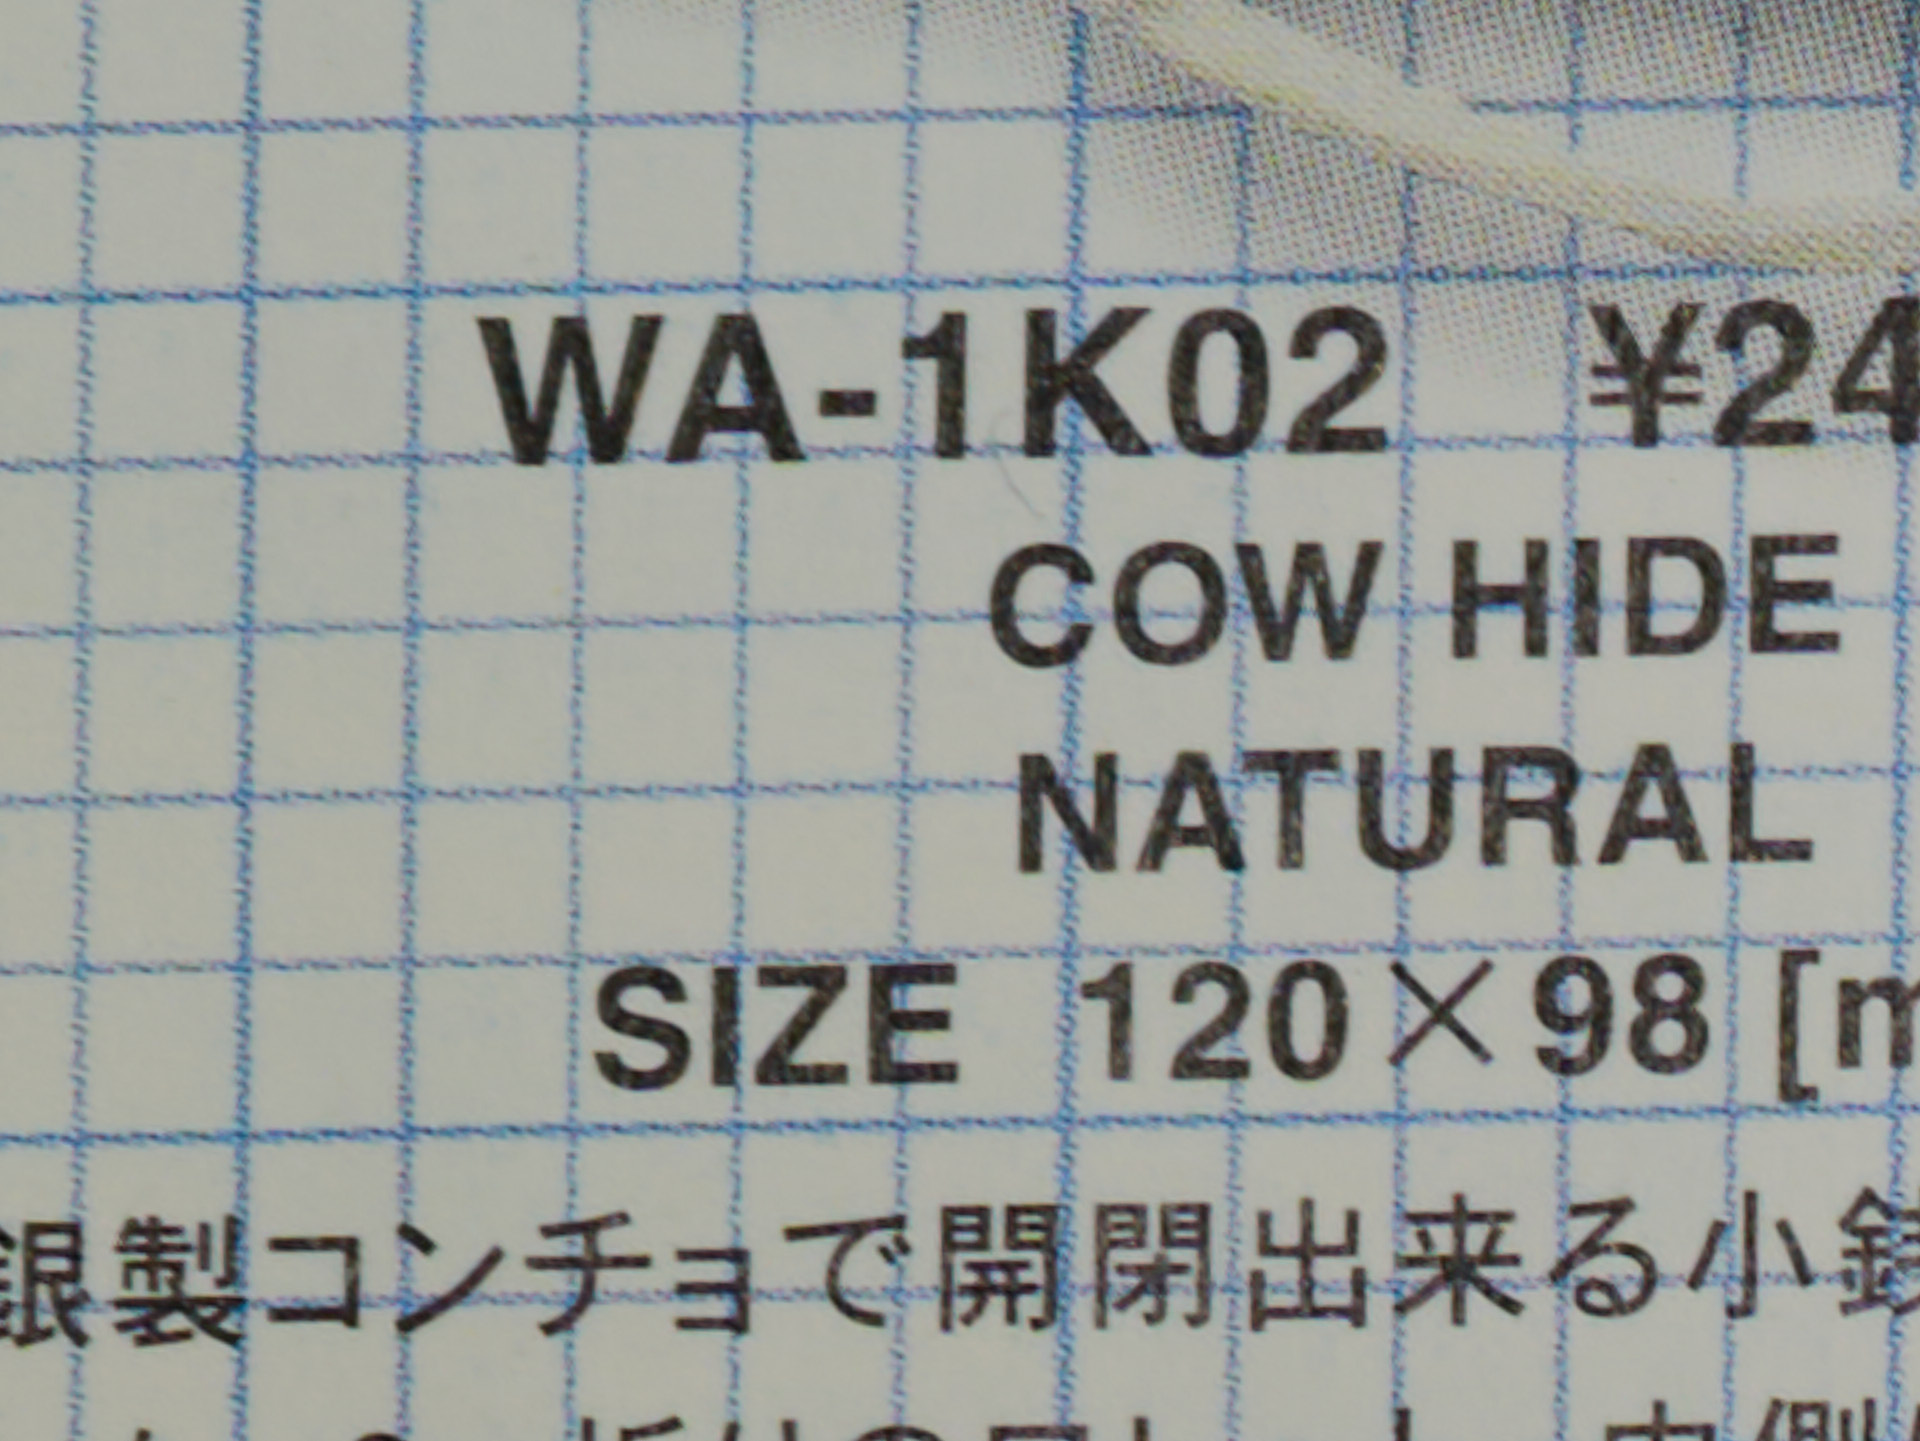 WA-1K02 ¥24
COW HIDE
NATURAL
SIZE 120×98 [m
銀製コンチョで開閉出来る小銭